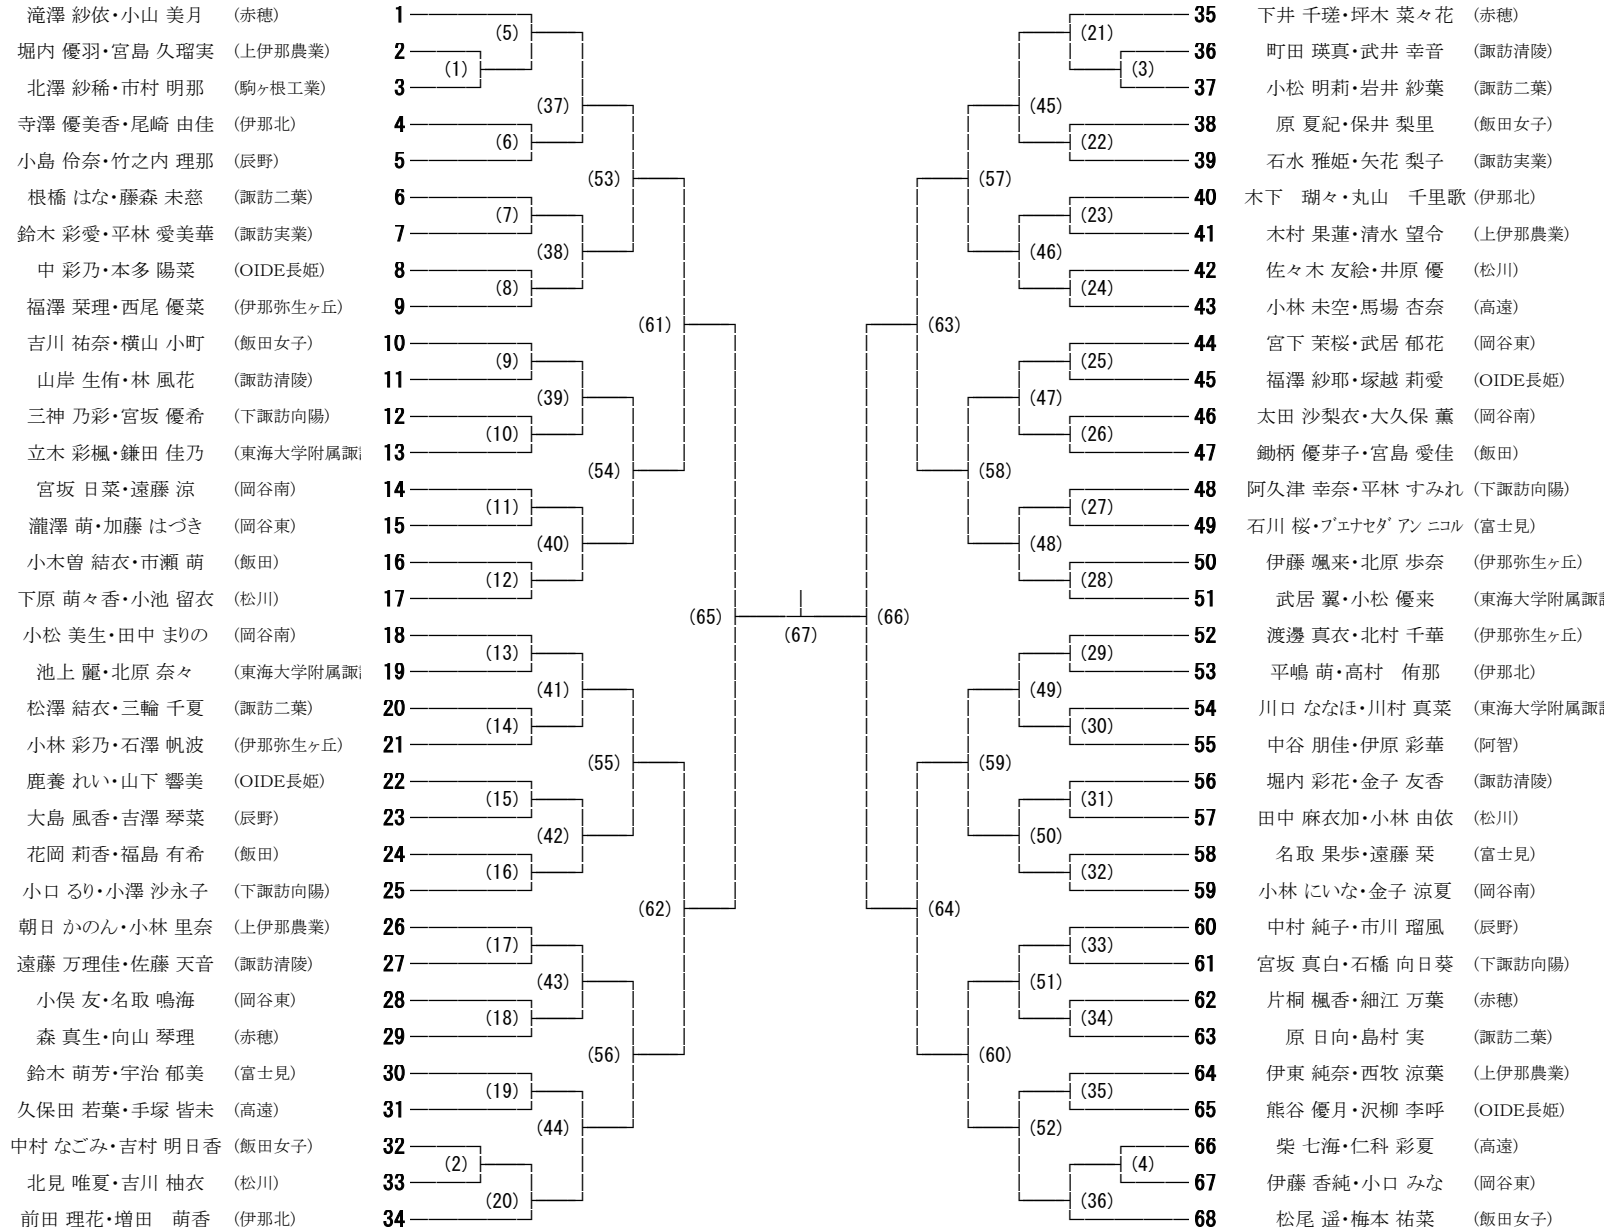 滝澤 紗依・小山 美月 (赤穂) 1
堀内 優羽・宮島 久瑠実 (上伊那農業) 2
北澤 紗稀・市村 明那 (駒ヶ根工業) 3
寺澤 優美香・尾崎 由佳 (伊那北) 4
小島 伶奈・竹之内 理那 (辰野) 5
根橋 はな・藤森 未慈 (諏訪二葉) 6
鈴木 彩愛・平林 愛美華 (諏訪実業) 7
中 彩乃・本多 陽菜 (OIDE長姫) 8
福澤 栞理・西尾 優菜 (伊那弥生ヶ丘) 9
吉川 祐奈・横山 小町 (飯田女子) 10
山岸 生侑・林 風花 (諏訪清陵) 11
三神 乃彩・宮坂 優希 (下諏訪向陽) 12
立木 彩楓・鎌田 佳乃 (東海大学附属諏 13
宮坂 日菜・遠藤 涼 (岡谷南) 14
瀧澤 萌・加藤 はづき (岡谷東) 15
小木曽 結衣・市瀬 萌 (飯田) 16
下原 萌々香・小池 留衣 (松川) 17
小松 美生・田中 まりの (岡谷南) 18
池上 麗・北原 奈々 (東海大学附属諏 19
松澤 結衣・三輪 千夏 (諏訪二葉) 20
小林 彩乃・石澤 帆波 (伊那弥生ヶ丘) 21
鹿養 れい・山下 響美 (OIDE長姫) 22
大島 風香・吉澤 琴菜 (辰野) 23
花岡 莉香・福島 有希 (飯田) 24
小口 るり・小澤 沙永子 (下諏訪向陽) 25
朝日 かのん・小林 里奈 (上伊那農業) 26
遠藤 万理佳・佐藤 天音 (諏訪清陵) 27
小俣 友・名取 鳴海 (岡谷東) 28
森 真生・向山 琴理 (赤穂) 29
鈴木 萌芳・宇治 郁美 (富士見) 30
久保田 若葉・手塚 皆未 (高遠) 31
中村 なごみ・吉村 明日香 (飯田女子) 32
北見 唯夏・吉川 柚衣 (松川) 33
前田 理花・増田 萌香 (伊那北) 34
(1)
(2)
(5)
(6)
(7)
(8)
(9)
(10)
(11)
(12)
(13)
(14)
(15)
(16)
(17)
(18)
(19)
(20)
(37)
(38)
(39)
(40)
(41)
(42)
(43)
(44)
(53)
(54)
(55)
(56)
(61)
(62)
(65)
(67)
(66)
(63)
(64)
(57)
(58)
(59)
(60)
(45)
(46)
(47)
(48)
(49)
(50)
(51)
(52)
(21)
(22)
(23)
(24)
(25)
(26)
(27)
(28)
(29)
(30)
(31)
(32)
(33)
(34)
(35)
(36)
(3)
(4)
35 下井 千瑳・坪木 菜々花 (赤穂)
36 町田 瑛真・武井 幸音 (諏訪清陵)
37 小松 明莉・岩井 紗葉 (諏訪二葉)
38 原 夏紀・保井 梨里 (飯田女子)
39 石水 雅姫・矢花 梨子 (諏訪実業)
40 木下 瑚々・丸山 千里歌 (伊那北)
41 木村 果蓮・清水 望令 (上伊那農業)
42 佐々木 友絵・井原 優 (松川)
43 小林 未空・馬場 杏奈 (高遠)
44 宮下 茉桜・武居 郁花 (岡谷東)
45 福澤 紗耶・塚越 莉愛 (OIDE長姫)
46 太田 沙梨衣・大久保 薫 (岡谷南)
47 鋤柄 優芽子・宮島 愛佳 (飯田)
48 阿久津 幸奈・平林 すみれ (下諏訪向陽)
49 石川 桜・ブエナセダ アン ニコル (富士見)
50 伊藤 颯来・北原 歩奈 (伊那弥生ヶ丘)
51 武居 翼・小松 優来 (東海大学附属諏
52 渡邊 真衣・北村 千華 (伊那弥生ヶ丘)
53 平嶋 萌・高村 侑那 (伊那北)
54 川口 ななほ・川村 真菜 (東海大学附属諏
55 中谷 朋佳・伊原 彩華 (阿智)
56 堀内 彩花・金子 友香 (諏訪清陵)
57 田中 麻衣加・小林 由依 (松川)
58 名取 果歩・遠藤 栞 (富士見)
59 小林 にいな・金子 涼夏 (岡谷南)
60 中村 純子・市川 瑠風 (辰野)
61 宮坂 真白・石橋 向日葵 (下諏訪向陽)
62 片桐 楓香・細江 万葉 (赤穂)
63 原 日向・島村 実 (諏訪二葉)
64 伊東 純奈・西牧 涼葉 (上伊那農業)
65 熊谷 優月・沢柳 李呼 (OIDE長姫)
66 柴 七海・仁科 彩夏 (高遠)
67 伊藤 香純・小口 みな (岡谷東)
68 松尾 遥・梅本 祐菜 (飯田女子)